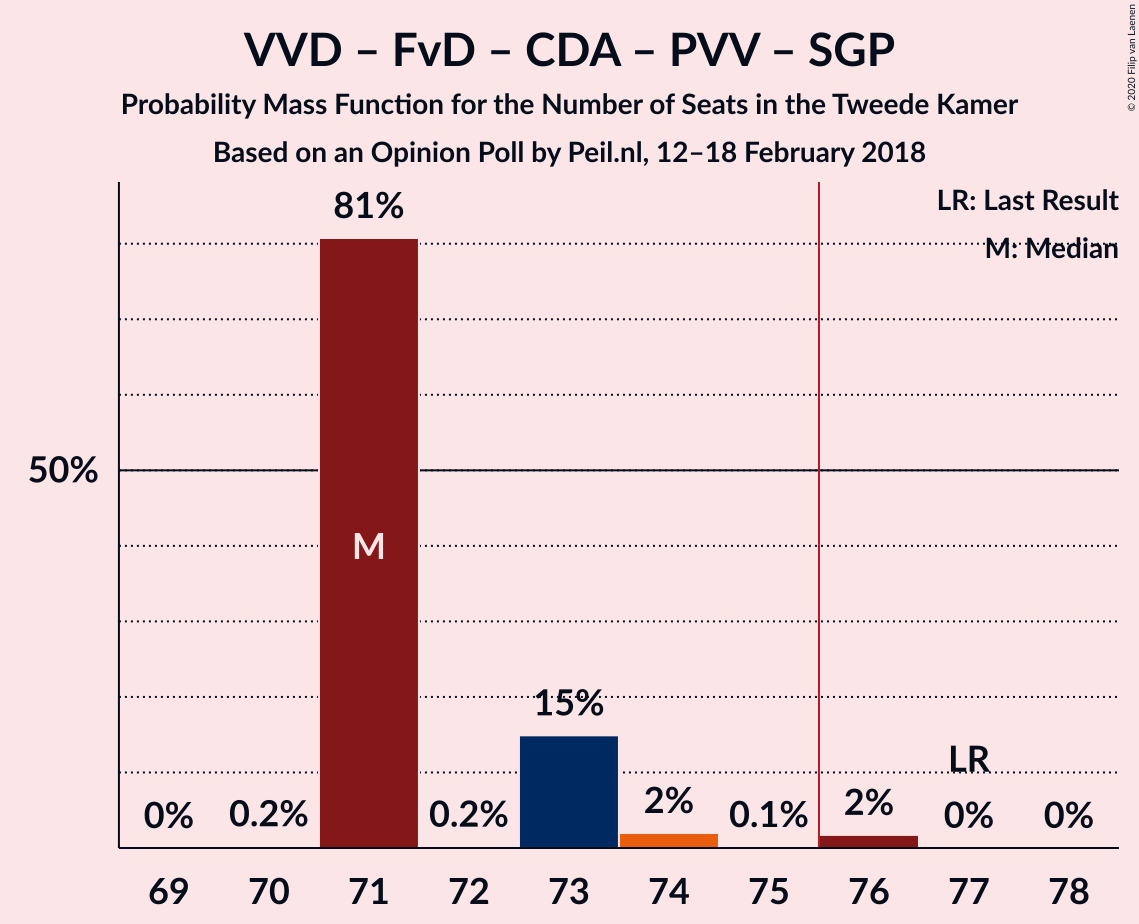 VVD – FvD – CDA – PVV – SGP
Probability Mass Function for the Number of Seats in the Tweede Kamer
Based on an Opinion Poll by Peil.nl, 12–18 February 2018
© 2020 Filip van Laenen
LR: Last Result
M: Median
81%
50%
M
15%
LR
0% 0.2% 0.2% 2% 0.1% 2% 0% 0%
69 70 71 72 73 74 75 76 77 78